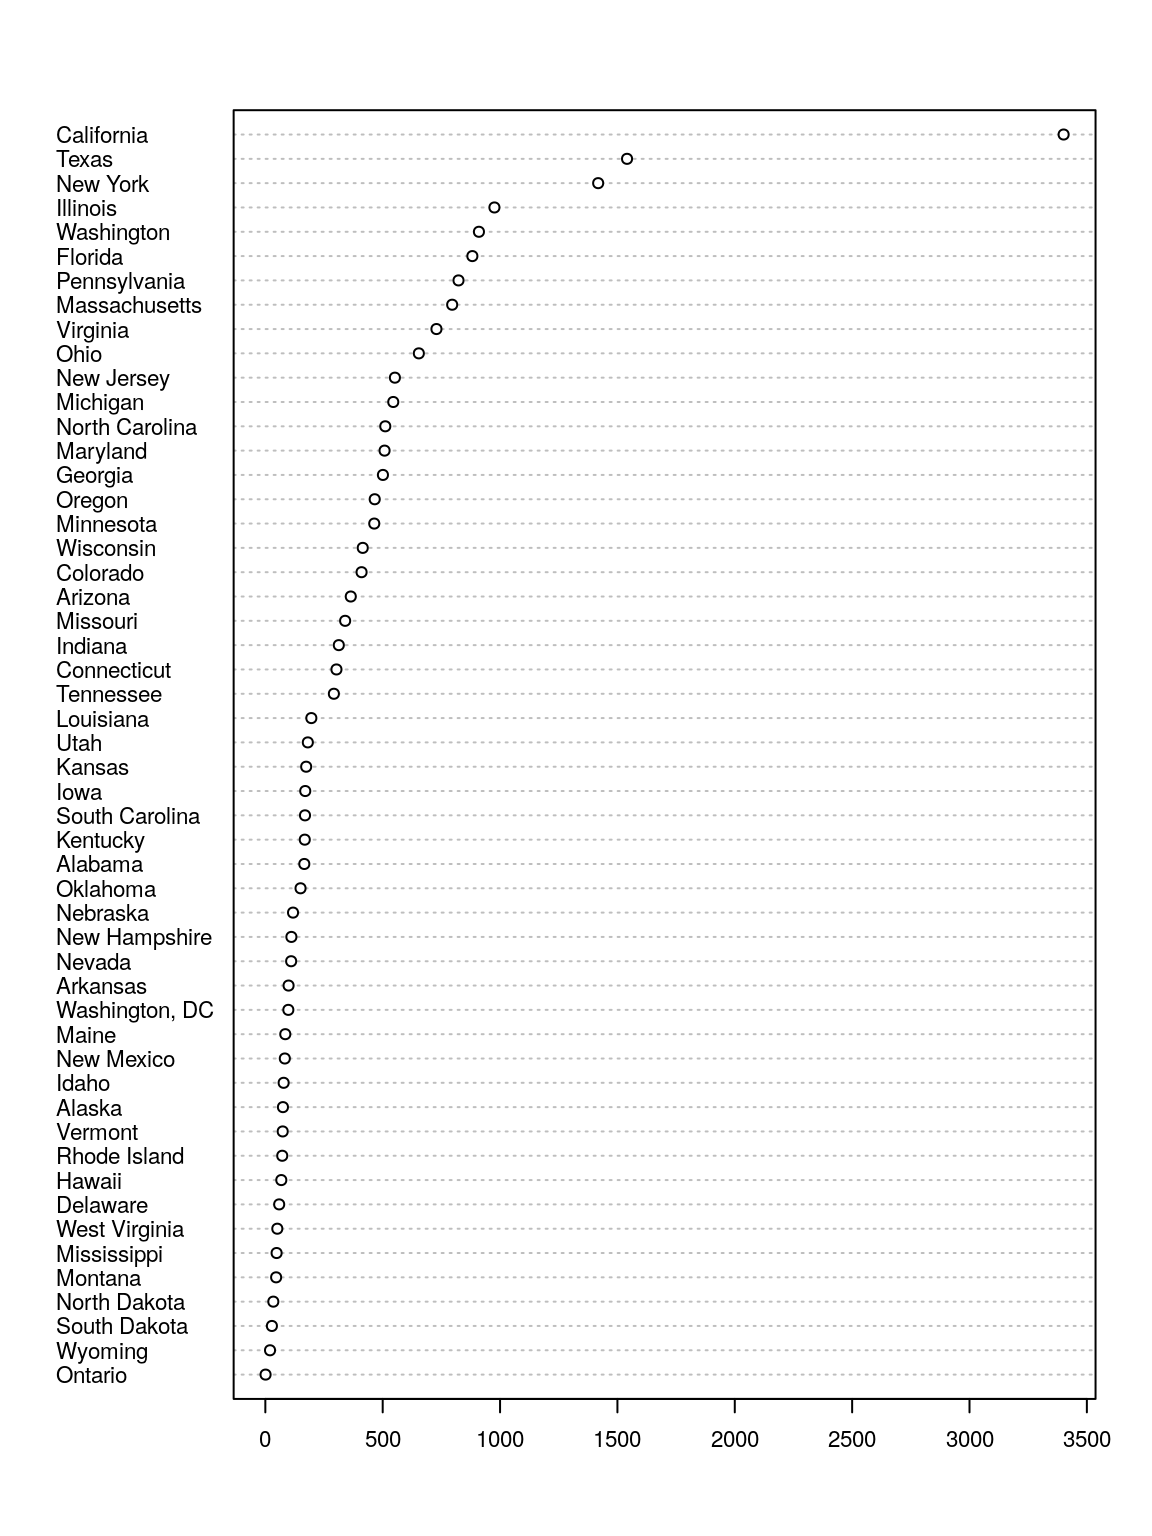 California
Texas
New York
Illinois
Washington
Florida
Pennsylvania
Massachusetts
Virginia
Ohio
New Jersey
Michigan
North Carolina
Maryland
Georgia
Oregon
Minnesota
Wisconsin
Colorado
Arizona
Missouri
Indiana
Connecticut
Tennessee
Louisiana
Utah
Kansas
Iowa
South Carolina
Kentucky
Alabama
Oklahoma
Nebraska
New Hampshire
Nevada
Arkansas
Washington, DC
Maine
New Mexico
Idaho
Alaska
Vermont
Rhode Island
Hawaii
Delaware
West Virginia
Mississippi
Montana
North Dakota
South Dakota
Wyoming
Ontario
0 500 1000 1500 2000 2500 3000 3500